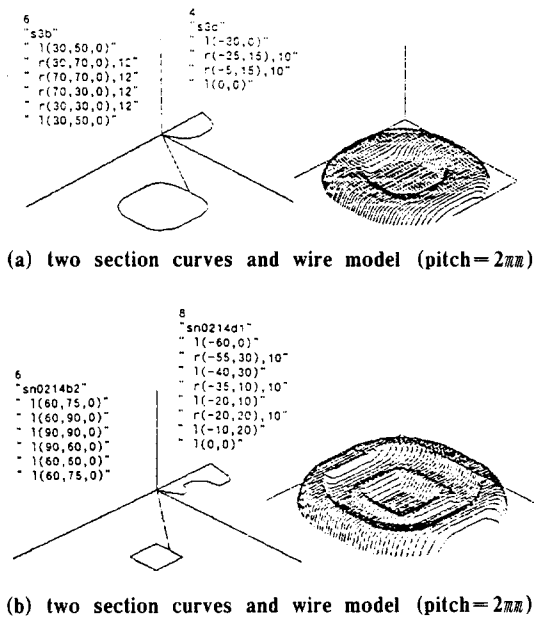 6
"s3b"
" l(30,50,0)"
" r(30,70,0),12"
" r(70,70,0),12"
" r(70,30,0),12"
" r(30,30,0),12"
" l(30,50,0)"
4
"s3c"
" l(-30,0)"
" r(-25,15),10"
" r(-5,15),10"
" l(0,0)"
(a) two section curves and wire model (pitch=2㎜)
8
"sn0214d1"
" l(-60,0)"
" r(-55,30),10"
" l(-40,30)"
" r(-35,10),10"
" l(-20,10)"
" r(-20,20),10"
" l(-10,20)"
" l(0,0)"
6
"sn0214b2"
" l(60,75,0)"
" l(60,90,0)"
" l(90,90,0)"
" l(90,60,0)"
" l(60,60,0)"
" l(60,75,0)"
(b) two section curves and wire model (pitch=2㎜)